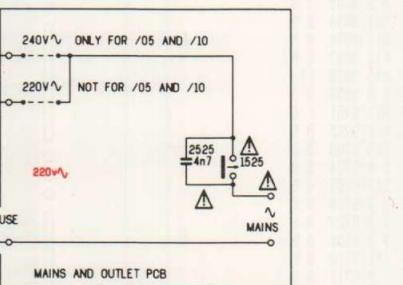 240V∿ ONLY FOR /05 AND /10
220V∿ NOT FOR /05 AND /10
2525
4n7
1525
220v∿
USE
∿
MAINS
MAINS AND OUTLET PCB